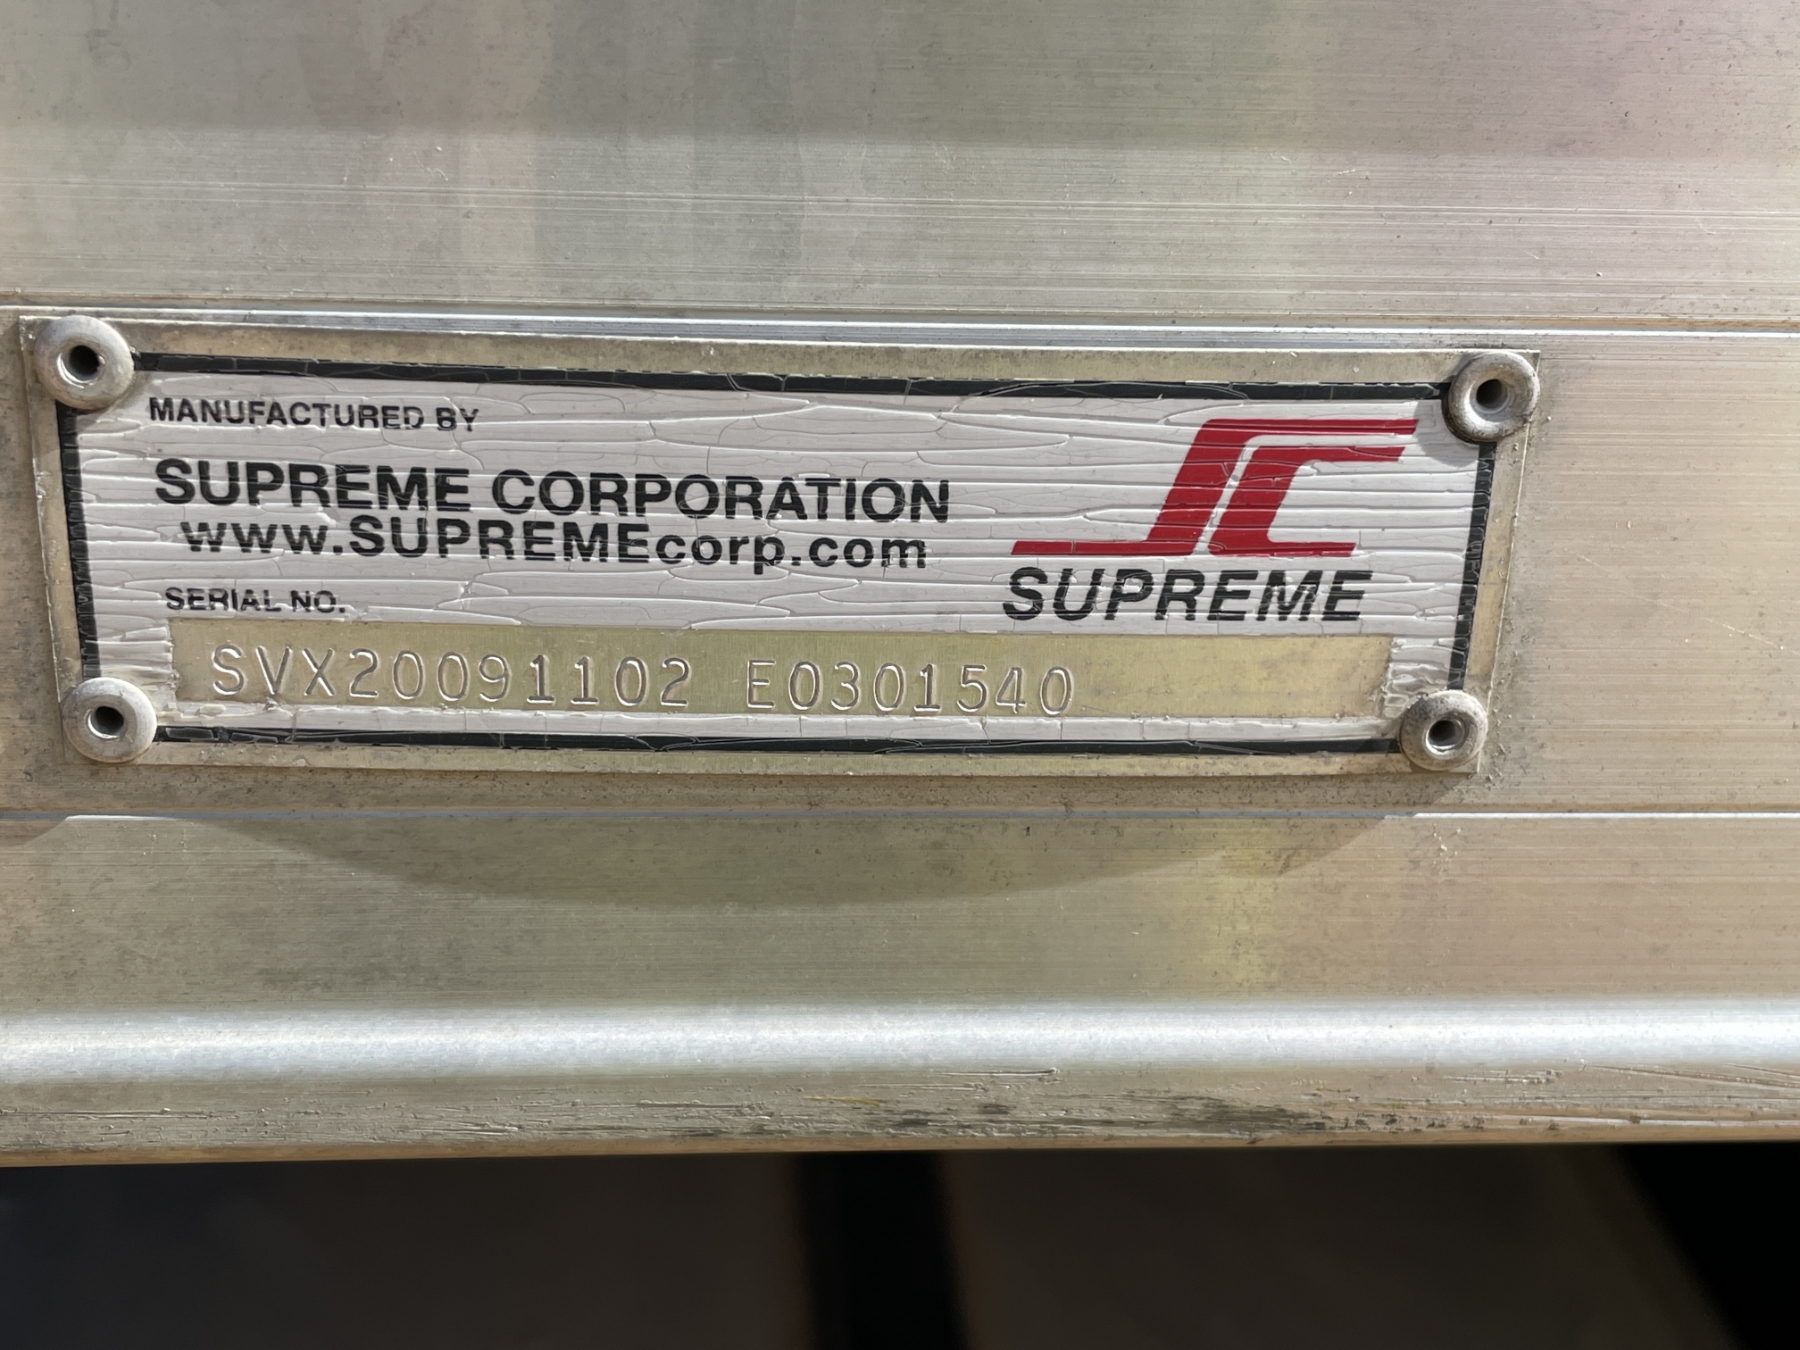 MANUFACTURED BY
SUPREME CORPORATION
www.SUPREMEcorp.com
SUPREME
SERIAL NO.
SVX20091102 E0301540